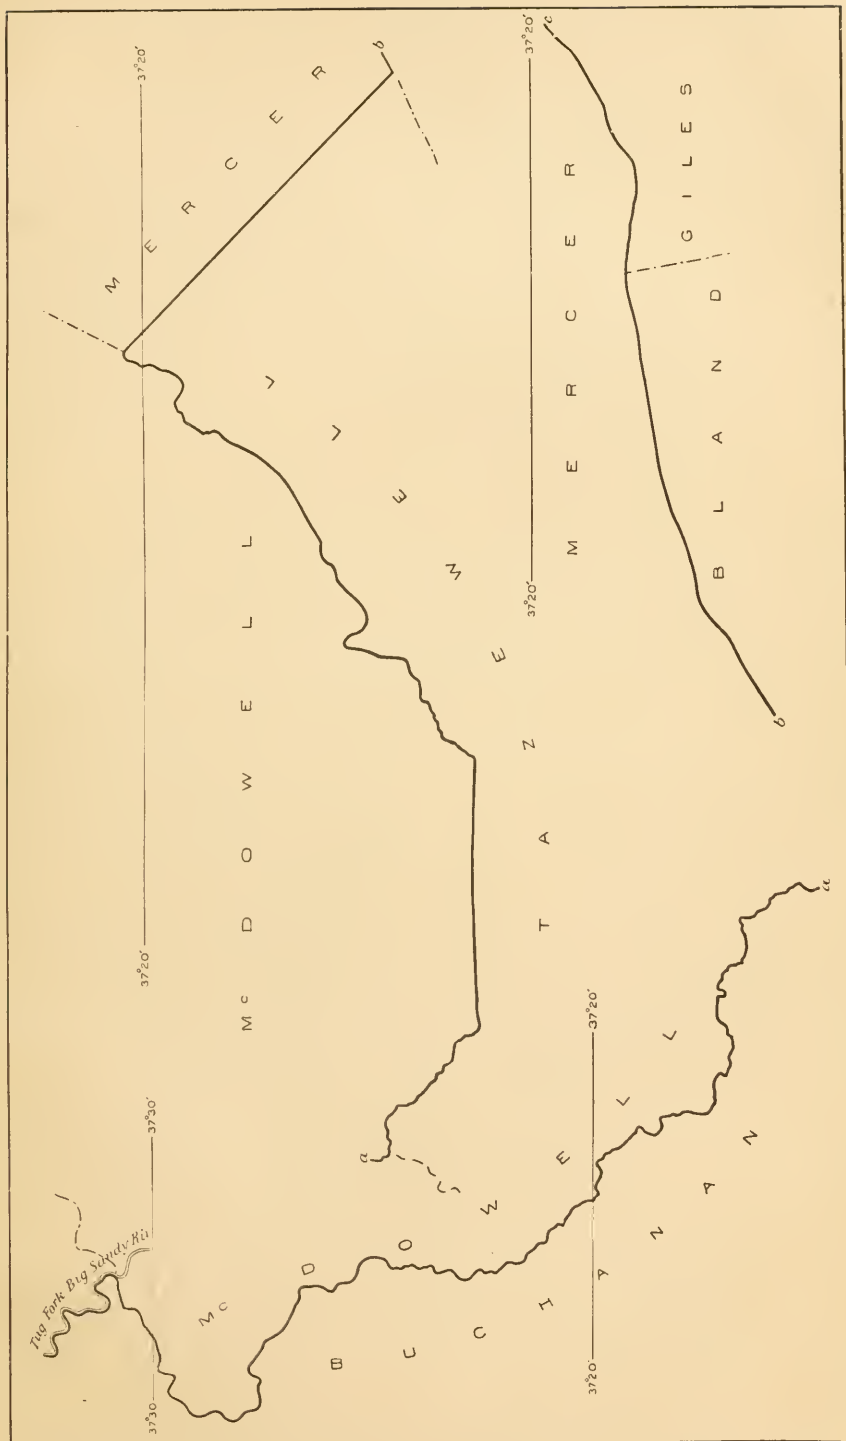 Tug Fork Big Sandy Riv
37°30'
37°30
Mc DOWELL
BUCHANAN
37°20'
37°20'
a
a
37°20'
37°20'
Mc DOWELL
TAZEWELL
MERCER
b
37°20'
37°20'
MERCER
BLAND
GILES
b
c